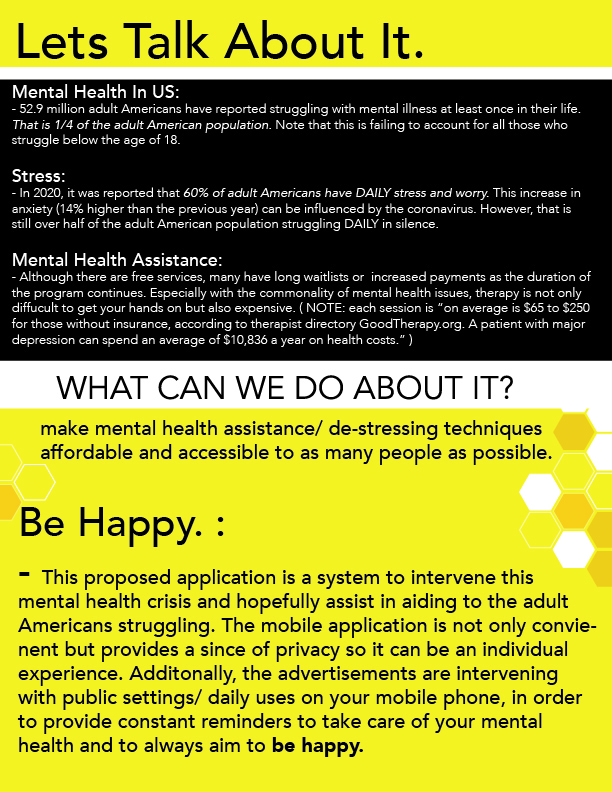 Lets Talk About It.
Mental Health In US:
- 52.9 million adult Americans have reported struggling with mental illness at least once in their life.
That is 1/4 of the adult American population. Note that this is failing to account for all those who
struggle below the age of 18.
Stress:
- In 2020, it was reported that 60% of adult Americans have DAILY stress and worry. This increase in
anxiety (14% higher than the previous year) can be influenced by the coronavirus. However, that is
still over half of the adult American population struggling DAILY in silence.
Mental Health Assistance:
- Although there are free services, many have long waitlists or  increased payments as the duration of
the program continues. Especially with the commonality of mental health issues, therapy is not only
diffucult to get your hands on but also expensive. ( NOTE: each session is “on average is $65 to $250
for those without insurance, according to therapist directory GoodTherapy.org. A patient with major
depression can spend an average of $10,836 a year on health costs.” )
WHAT CAN WE DO ABOUT IT?
make mental health assistance/ de-stressing techniques
affordable and accessible to as many people as possible.
Be Happy. :
- This proposed application is a system to intervene this
mental health crisis and hopefully assist in aiding to the adult
Americans struggling. The mobile application is not only convie-
nent but provides a since of privacy so it can be an individual
experience. Additonally, the advertisements are intervening
with public settings/ daily uses on your mobile phone, in order
to provide constant reminders to take care of your mental
health and to always aim to be happy.